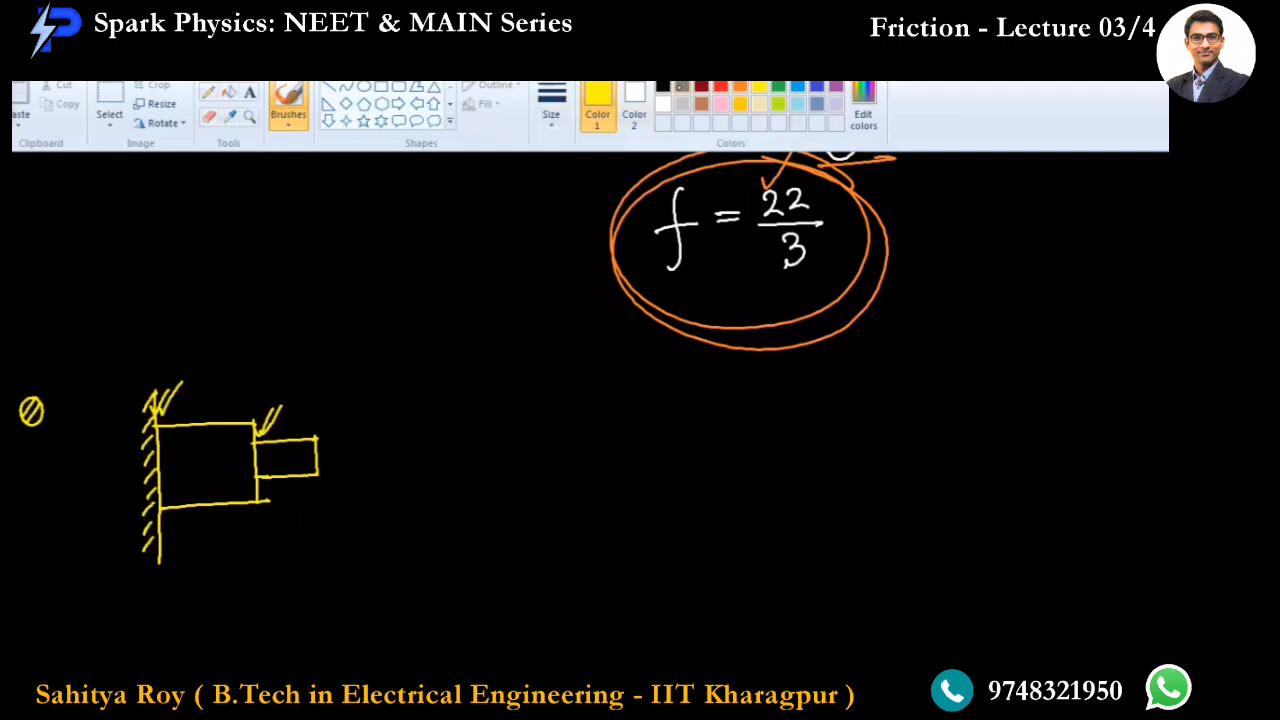 Spark Physics: NEET & MAIN Series
Friction - Lecture 03/4
Cut
Copy
Clipboard
Select
Crop
Resize
Rotate
Image
A
Tools
Brushes
Outline
Fill
Shapes
Size
Color 1
Color 2
Edit colors
Colors
f = 22/3
Sahitya Roy ( B.Tech in Electrical Engineering - IIT Kharagpur )
9748321950